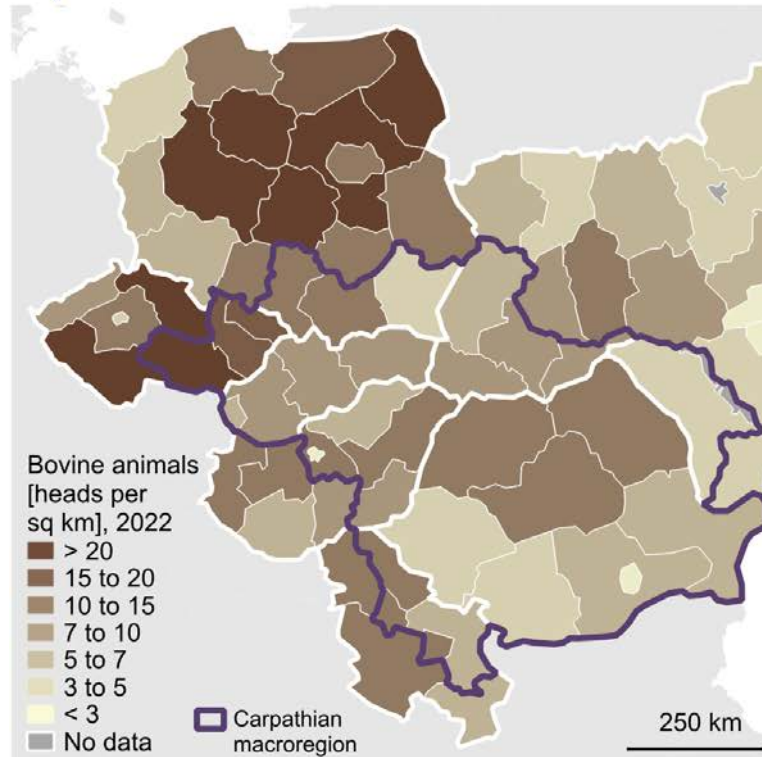 Bovine animals
[heads per
sq km], 2022
> 20
15 to 20
10 to 15
7 to 10
5 to 7
3 to 5
< 3
No data
Carpathian
macroregion
250 km